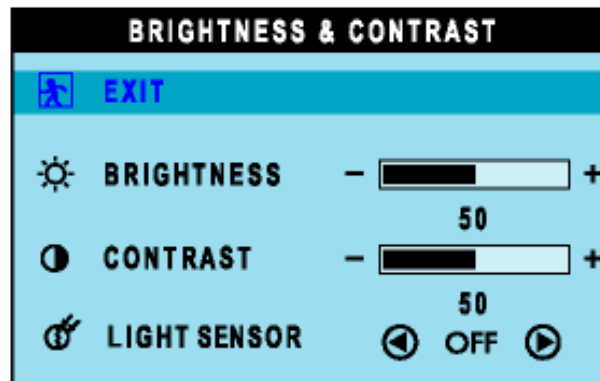 BRIGHTNESS & CONTRAST
EXIT
BRIGHTNESS - +
50
CONTRAST - +
50
LIGHT SENSOR OFF